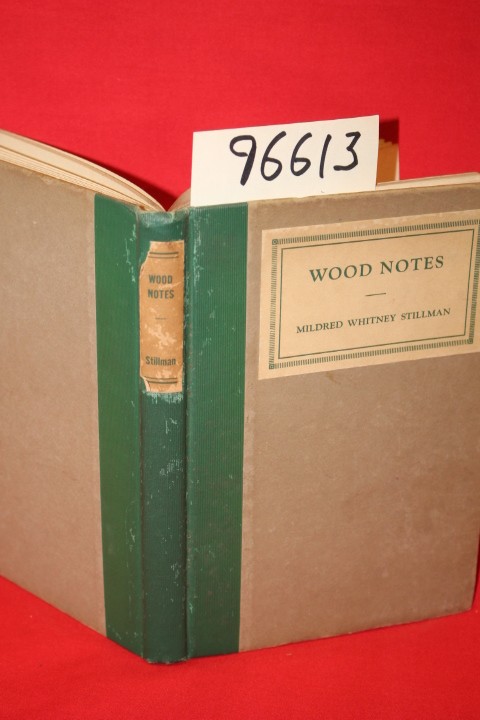 96613
WOOD NOTES
MILDRED WHITNEY STILLMAN
WOOD
NOTES
Stillman